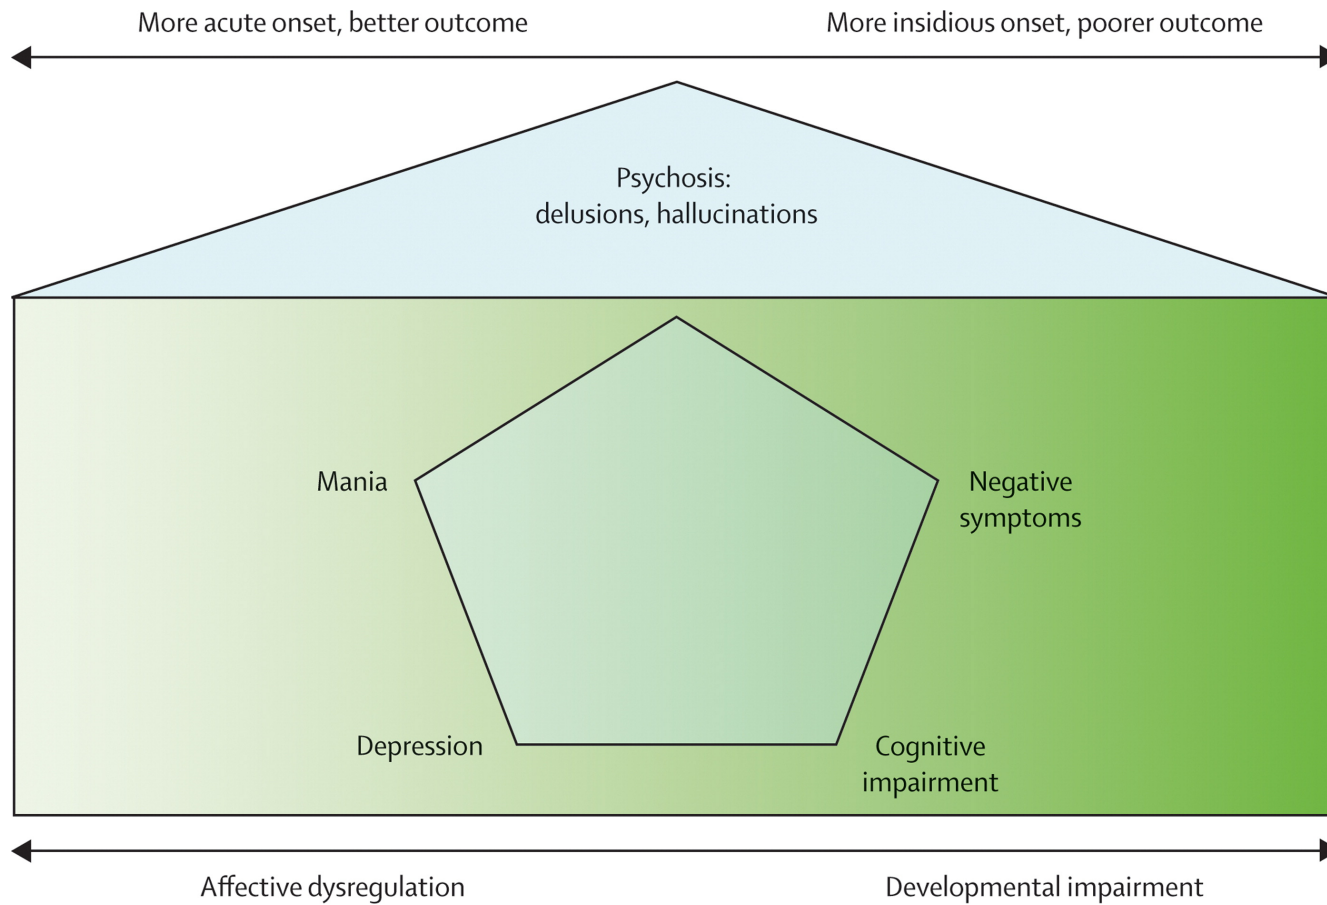 More acute onset, better outcome
More insidious onset, poorer outcome
Psychosis:
delusions, hallucinations
Mania
Negative
symptoms
Depression
Cognitive
impairment
Affective dysregulation
Developmental impairment